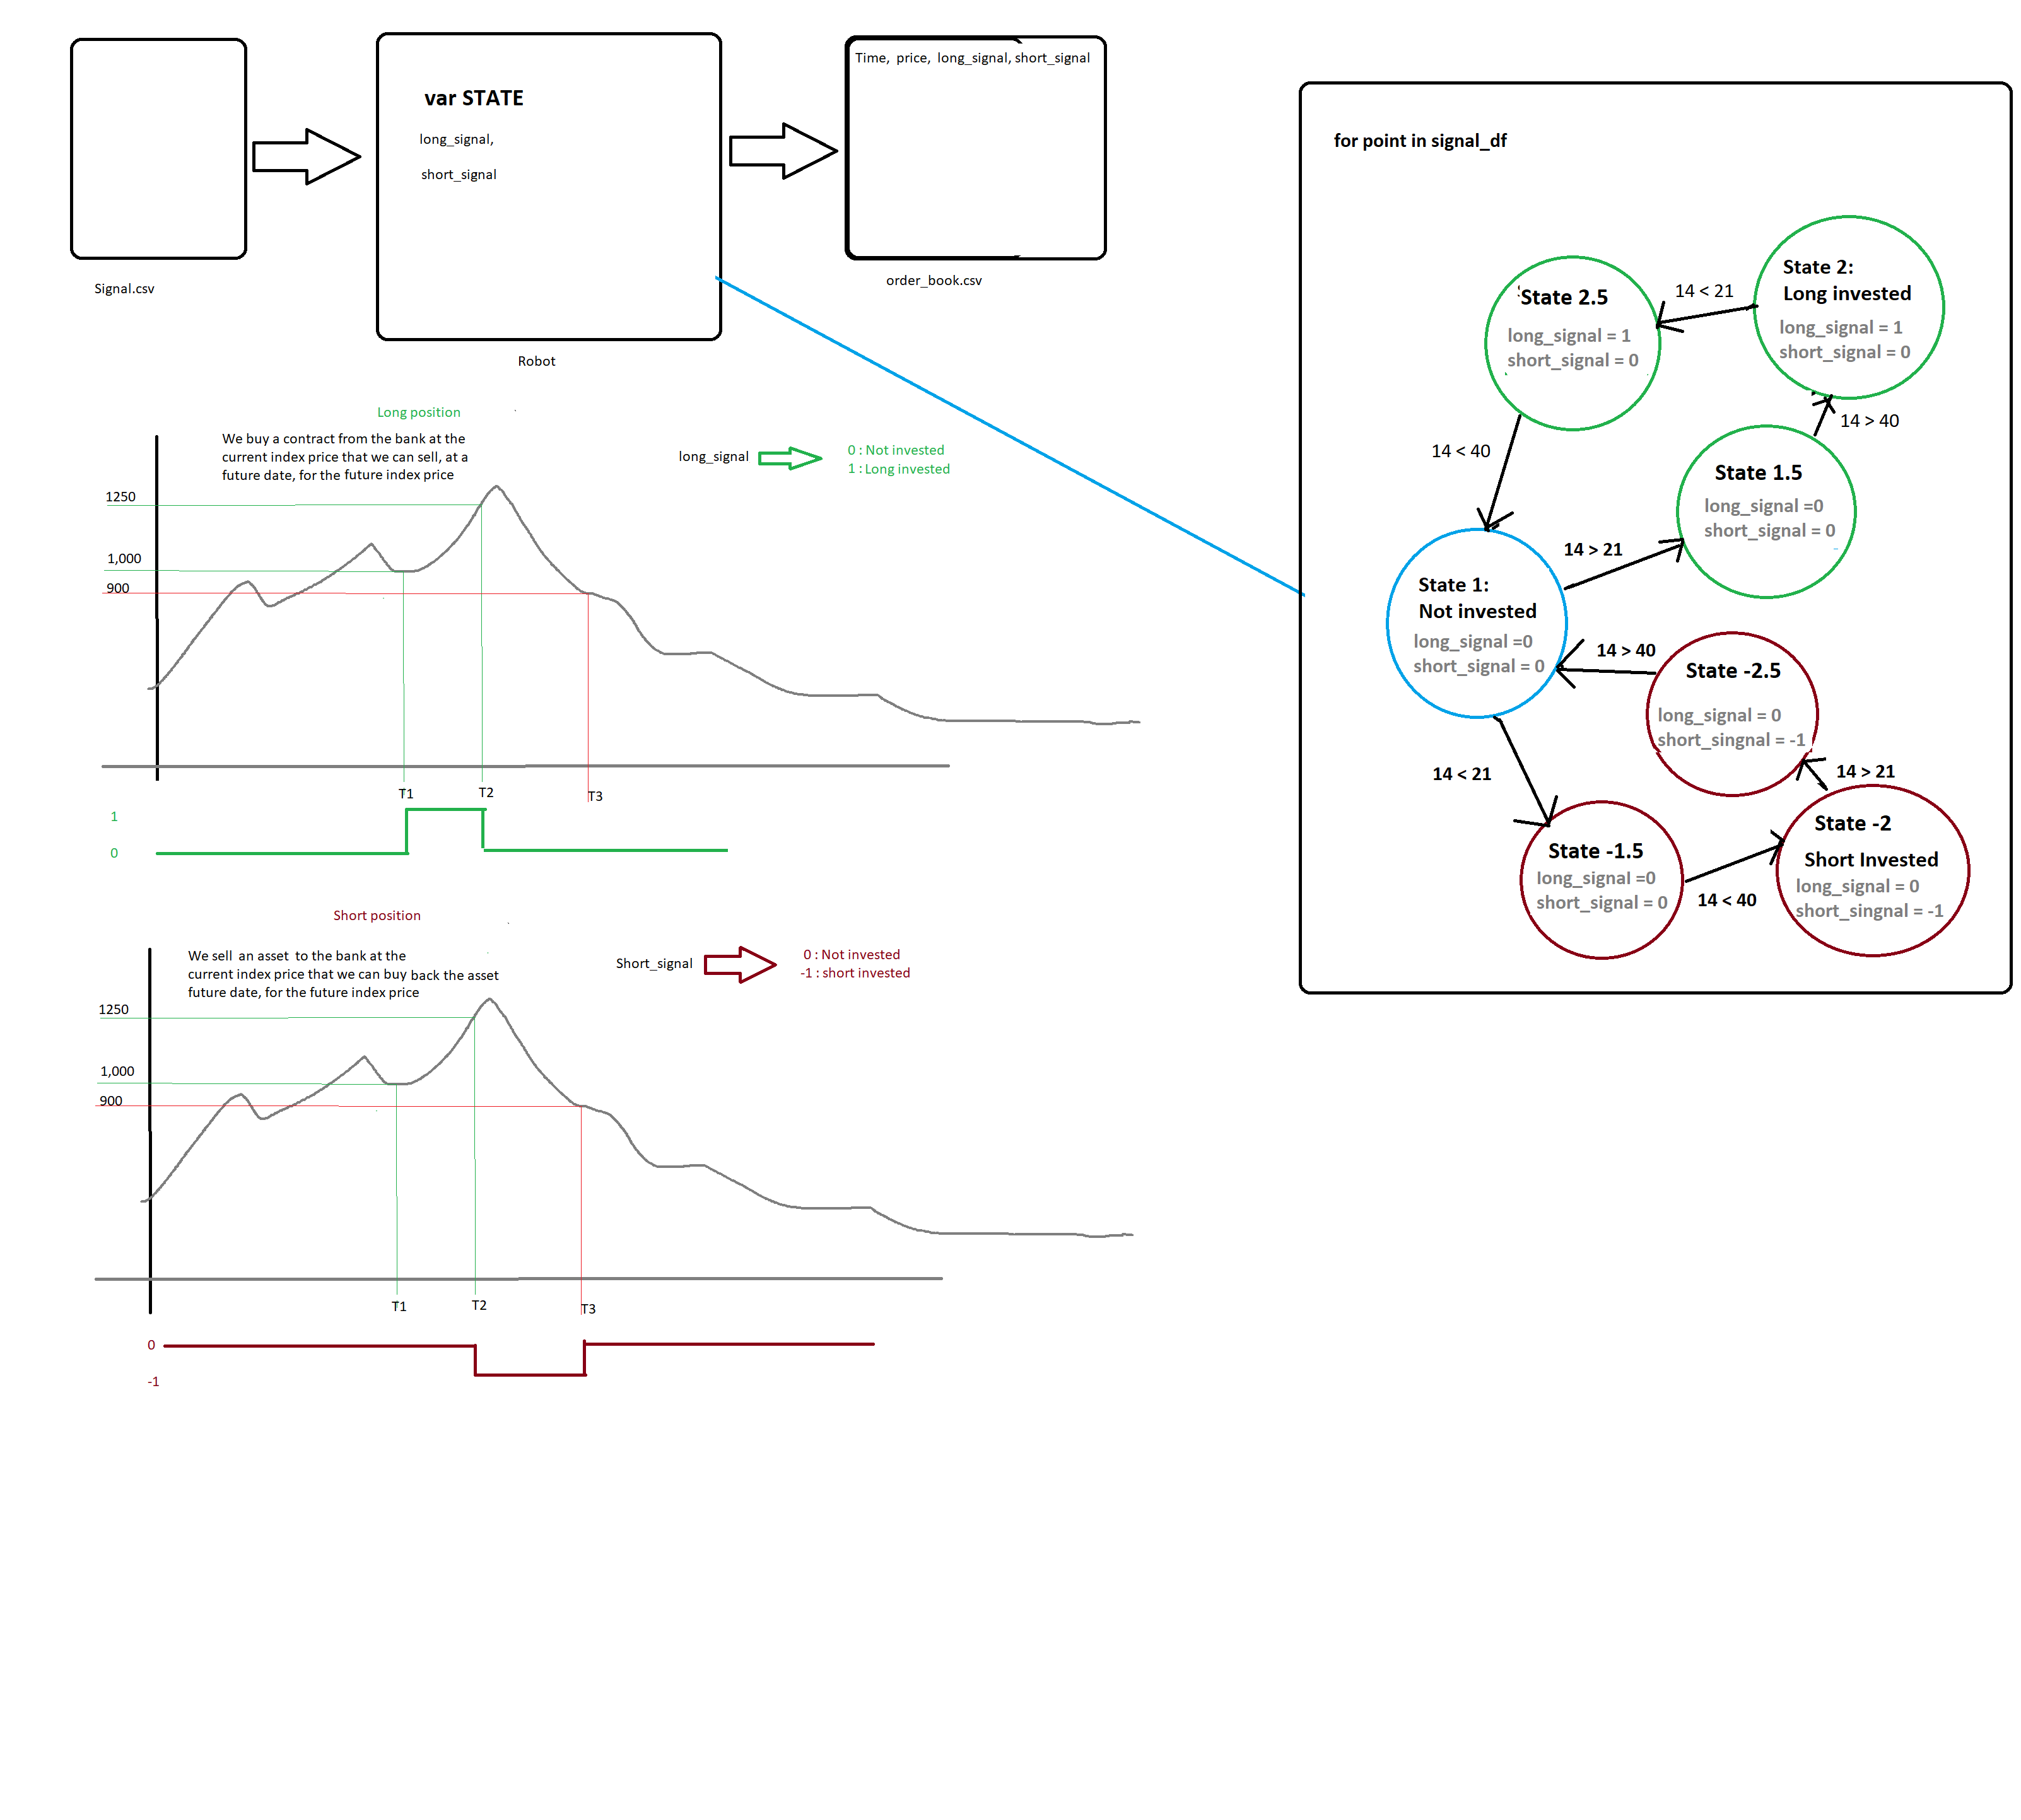 Time, price, long_signal, short_signal
var STATE
long_signal,
short_signal
Signal.csv
Robot
order_book.csv
Long position
We buy a contract from the bank at the
current index price that we can sell, at a
future date, for the future index price
long_signal
0 : Not invested
1 : Long invested
1250
1,000
900
T1
T2
T3
1
0
Short position
We sell an asset to the bank at the
current index price that we can buy back the asset
future date, for the future index price
Short_signal
0 : Not invested
-1 : short invested
1250
1,000
900
T1
T2
T3
0
-1
for point in signal_df
State 2:
Long invested
long_signal = 1
short_signal = 0
14 < 21
State 2.5
long_signal = 1
short_signal = 0
14 > 40
14 < 40
State 1.5
long_signal =0
short_signal = 0
14 > 21
State 1:
Not invested
long_signal =0
short_signal = 0
14 > 40
State -2.5
long_signal = 0
short_singnal = -1
14 < 21
14 > 21
State -1.5
long_signal =0
short_signal = 0
14 < 40
State -2
Short Invested
long_signal = 0
short_singnal = -1